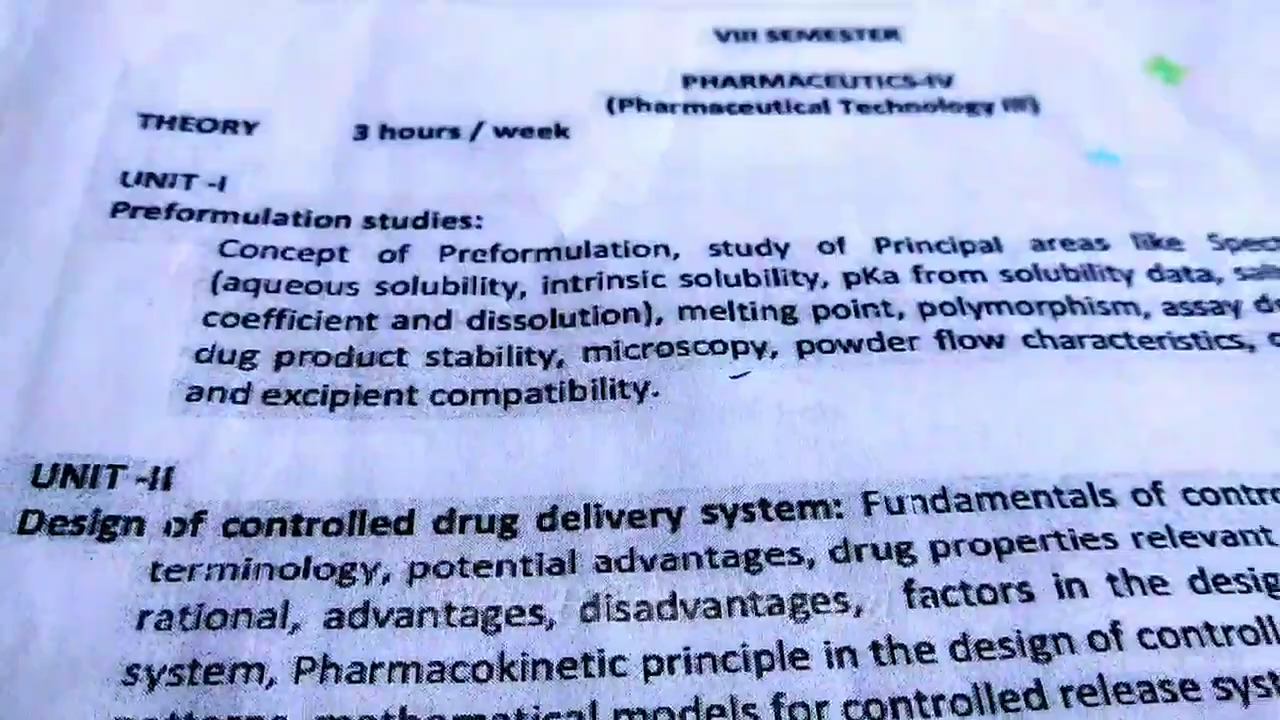 VIII SEMESTER
PHARMACEUTICS-IV
(Pharmaceutical Technology III)
THEORY 3 hours / week
UNIT -I
Preformulation studies:
Concept of Preformulation, study of Principal areas like
(aqueous solubility, intrinsic solubility, pKa from solubility data,
coefficient and dissolution), melting point, polymorphism, assay
dug product stability, microscopy, powder flow characteristics,
and excipient compatibility.
UNIT -II
Design of controlled drug delivery system: Fundamentals of
terminology, potential advantages, drug properties relevant
rational, advantages, disadvantages, factors in the
system, Pharmacokinetic principle in the design of
mathematical models for controlled release